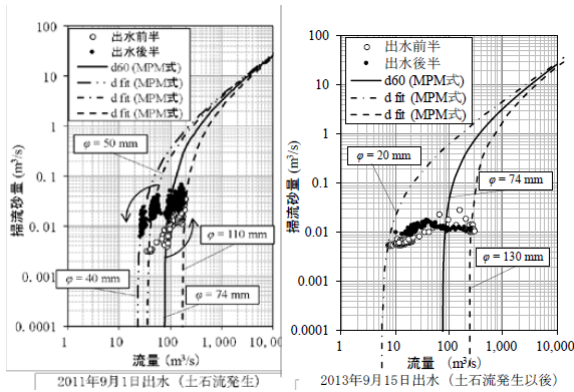 100
10
1
0.1
0.01
0.001
0.0001
掃流砂量 (m³/s)
出水前半
出水後半
d60 (MPM式)
d fit (MPM式)
d fit (MPM式)
d fit (MPM式)
φ = 50 mm
φ = 110 mm
φ = 40 mm
φ = 74 mm
1 10 100 1,000 10,000
流量 (m³/s)
2011年9月1日出水（土石流発生）
100
10
1
0.1
0.01
0.001
0.0001
掃流砂量 (m³/s)
出水前半
出水後半
d60 (MPM式)
d fit (MPM式)
d fit (MPM式)
φ = 20 mm
φ = 74 mm
φ = 130 mm
1 10 100 1,000 10,000
流量 (m³/s)
2013年9月15日出水（土石流発生以後）